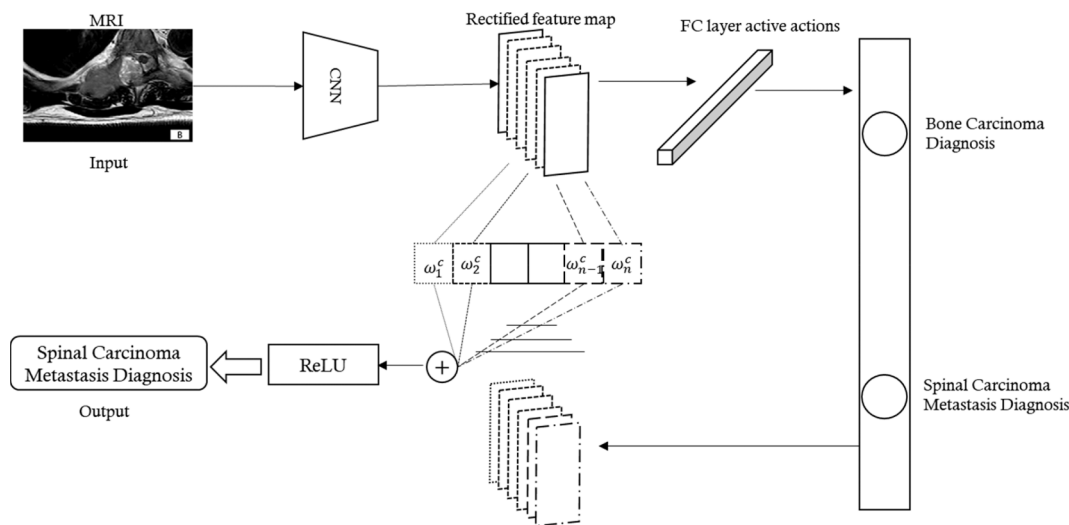 MRI
B
Input
CNN
Rectified feature map
FC layer active actions
Bone Carcinoma
Diagnosis
ω₁ᶜ ω₂ᶜ ωₙ₋₁ᶜ ωₙᶜ
Spinal Carcinoma
Metastasis Diagnosis
Output
ReLU
+
Spinal Carcinoma
Metastasis Diagnosis